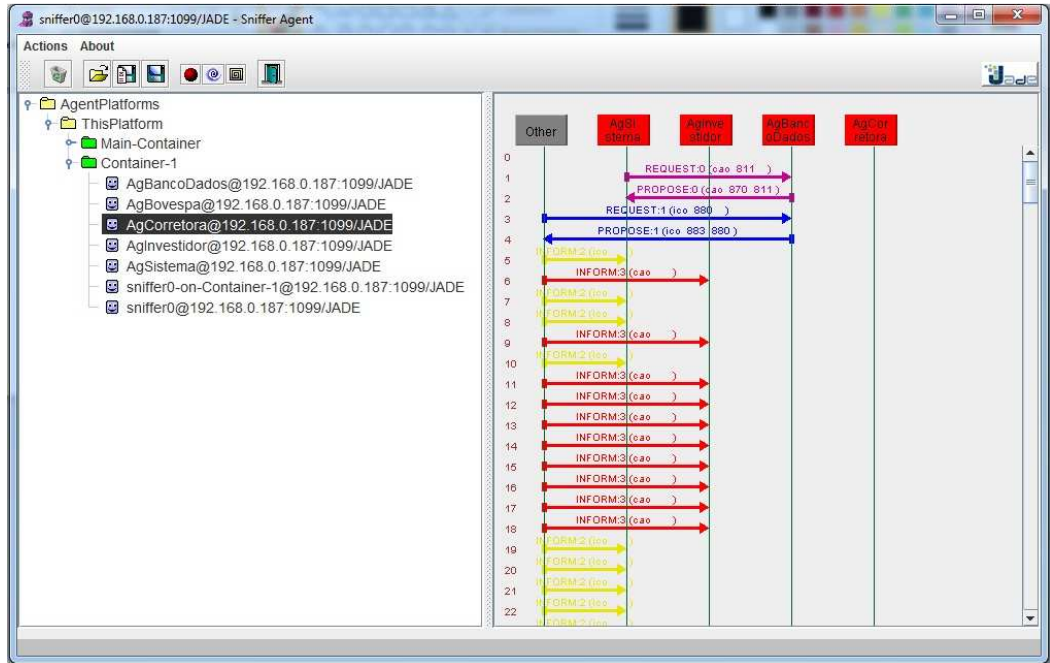 sniffer0@192.168.0.187:1099/JADE - Sniffer Agent
Actions About
Jade
AgentPlatforms
ThisPlatform
Main-Container
Container-1
AgBancoDados@192.168.0.187:1099/JADE
AgBovespa@192.168.0.187:1099/JADE
AgCorretora@192.168.0.187:1099/JADE
AgInvestidor@192.168.0.187:1099/JADE
AgSistema@192.168.0.187:1099/JADE
sniffer0-on-Container-1@192.168.0.187:1099/JADE
sniffer0@192.168.0.187:1099/JADE
Other
AgSi
stema
AgInve
stidor
AgBanc
oDados
AgCor
retora
0
REQUEST:0 (cao 811 )
1
PROPOSE:0 (cao 870 811 )
2
REQUEST:1 (ico 880 )
3
PROPOSE:1 (ico 883 880 )
4
INFORM:2 (ico )
5
INFORM:3 (cao )
6
INFORM:2 (ico )
7
INFORM:2 (ico )
8
INFORM:3 (cao )
9
INFORM:2 (ico )
10
INFORM:3 (cao )
11
INFORM:3 (cao )
12
INFORM:3 (cao )
13
INFORM:3 (cao )
14
INFORM:3 (cao )
15
INFORM:3 (cao )
16
INFORM:3 (cao )
17
INFORM:3 (cao )
18
INFORM:2 (ico )
19
INFORM:2 (ico )
20
INFORM:2 (ico )
21
INFORM:2 (ico )
22
INFORM:2 (ico